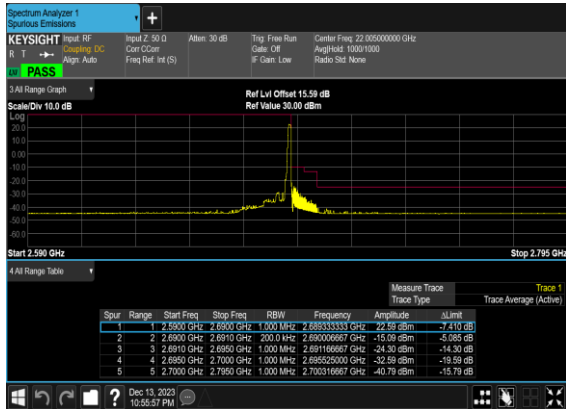 Spectrum Analyzer 1
Spurious Emissions
+
KEYSIGHT Input: RF Input Z: 50 Ω Atten: 30 dB Trig: Free Run Center Freq: 22.005000000 GHz
R T Coupling: DC Corr CCorr Gate: Off Avg|Hold: 1000/1000
Align: Auto Freq Ref: Int (S) IF Gain: Low Radio Std: None
PASS
3 All Range Graph Ref Lvl Offset 15.59 dB
Scale/Div 10.0 dB Ref Value 30.00 dBm
Log
20.0
10.0
0.00
-10.0
-20.0
-30.0
-40.0
-50.0
-60.0
Start 2.590 GHz Stop 2.795 GHz
4 All Range Table
Measure Trace Trace 1
Trace Type Trace Average (Active)
Spur Range Start Freq Stop Freq RBW Frequency Amplitude ΔLimit
1 1 2.5900 GHz 2.6900 GHz 1.000 MHz 2.689333333 GHz 22.59 dBm -7.410 dB
2 2 2.6900 GHz 2.6910 GHz 200.0 kHz 2.690006667 GHz -15.09 dBm -5.085 dB
3 3 2.6910 GHz 2.6950 GHz 1.000 MHz 2.691166667 GHz -24.30 dBm -14.30 dB
4 4 2.6950 GHz 2.7000 GHz 1.000 MHz 2.695525000 GHz -32.59 dBm -19.59 dB
5 5 2.7000 GHz 2.7950 GHz 1.000 MHz 2.700316667 GHz -40.79 dBm -15.79 dB
? Dec 13, 2023
10:55:57 PM